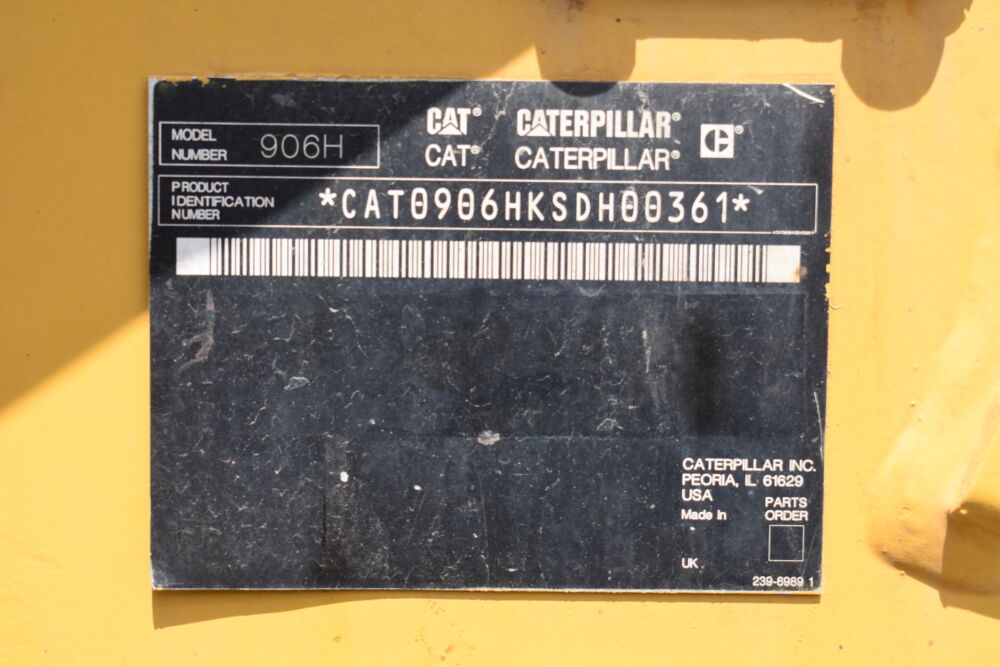 MODEL
NUMBER 906H
CAT® CATERPILLAR® C®
CAT® CATERPILLAR®
PRODUCT
IDENTIFICATION
NUMBER
*CAT0906HKSDH00361*
CATERPILLAR INC.
PEORIA, IL 61629
USA
PARTS
Made In ORDER
UK
239-6989 1